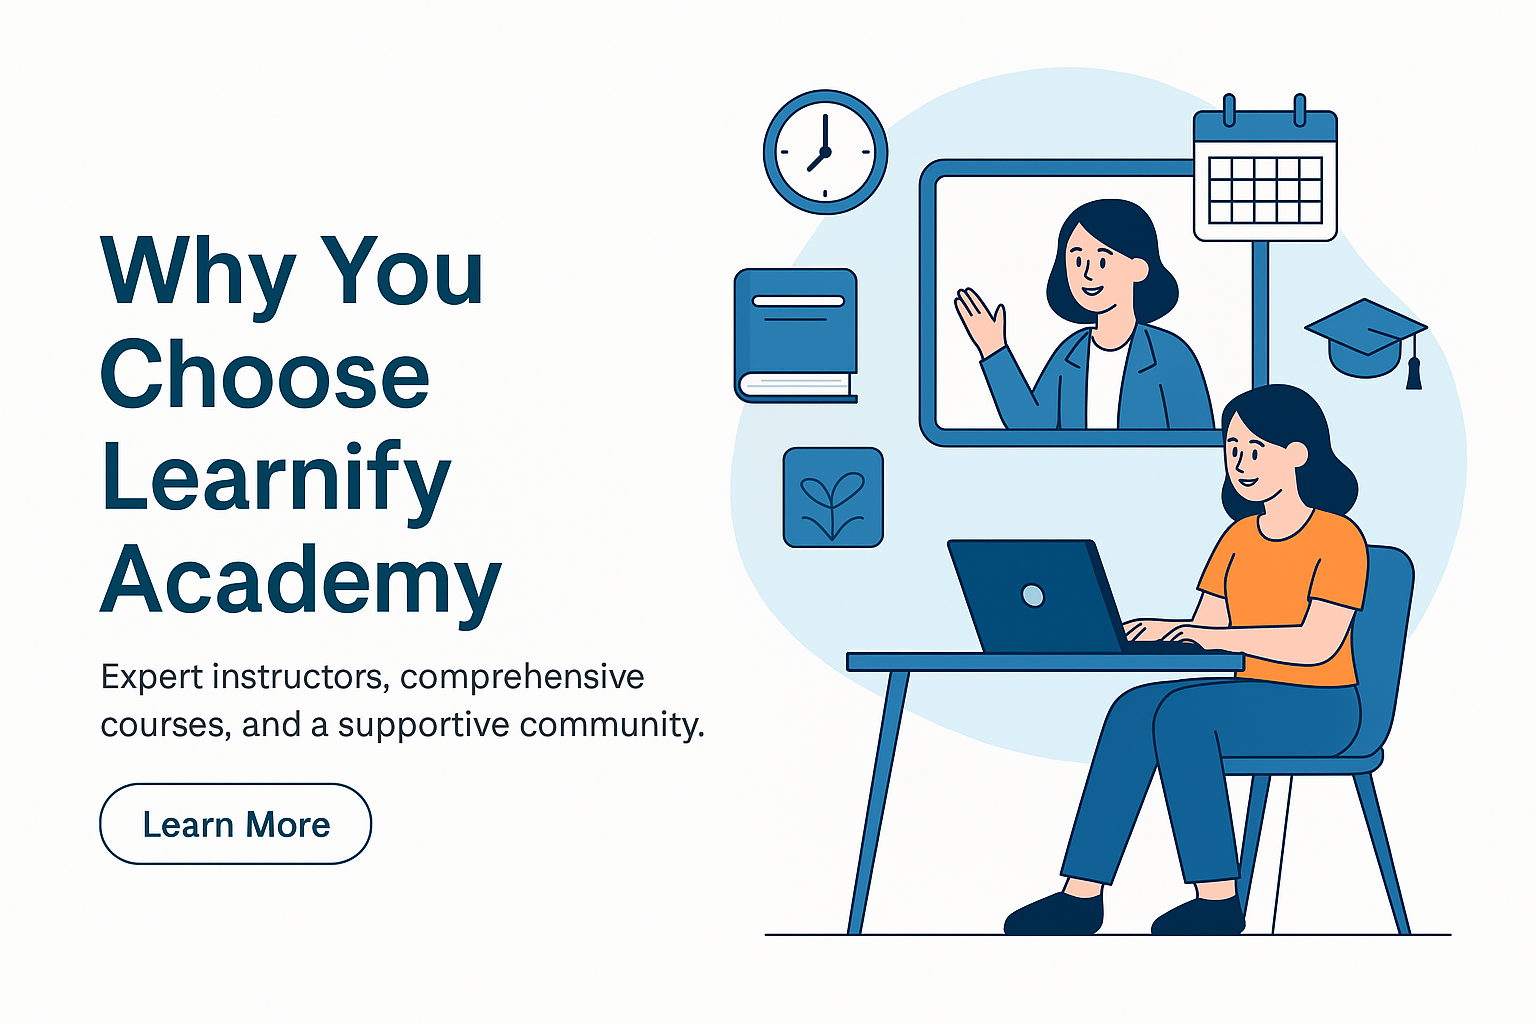 Why You
Choose
Learnify
Academy
Expert instructors, comprehensive
courses, and a supportive community.
Learn More